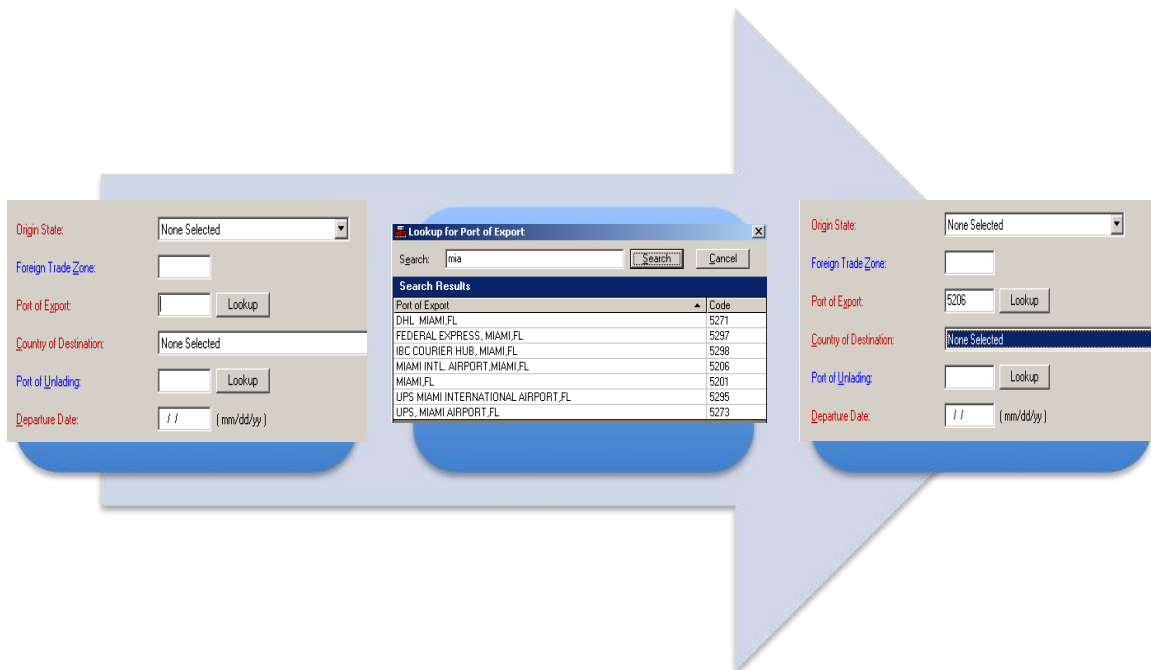 Origin State: None Selected
Foreign Trade Zone:
Port of Export: Lookup
Country of Destination: None Selected
Port of Unlading: Lookup
Departure Date: / / ( mm/dd/yy )
Lookup for Port of Export
Search: mia Search Cancel
Search Results
Port of Export Code
DHL MIAMI,FL 5271
FEDERAL EXPRESS, MIAMI,FL 5297
IBC COURIER HUB, MIAMI,FL 5298
MIAMI INTL. AIRPORT,MIAMI,FL 5206
MIAMI,FL 5201
UPS MIAMI INTERNATIONAL AIRPORT,FL 5295
UPS, MIAMI AIRPORT,FL 5273
Origin State: None Selected
Foreign Trade Zone:
Port of Export: 5206 Lookup
Country of Destination: None Selected
Port of Unlading: Lookup
Departure Date: / / ( mm/dd/yy )